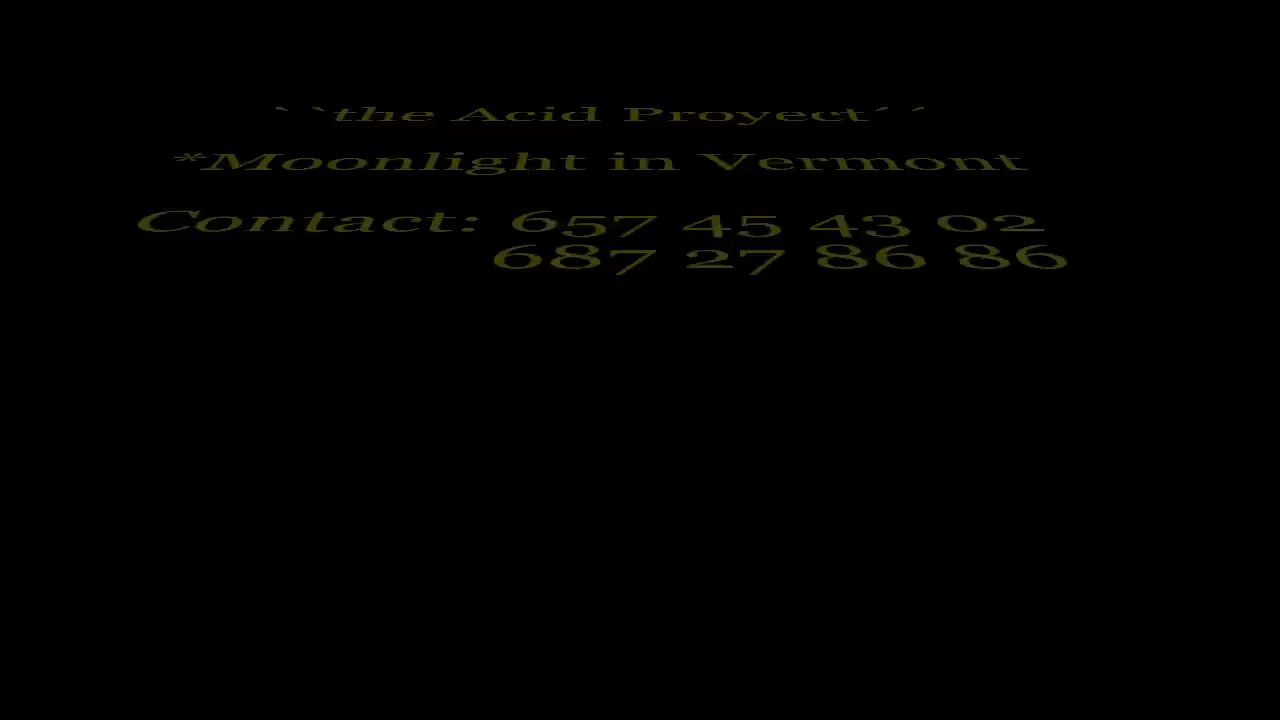 ``the Acid Proyect´´
*Moonlight in Vermont
Contact: 657 45 43 02
687 27 86 86